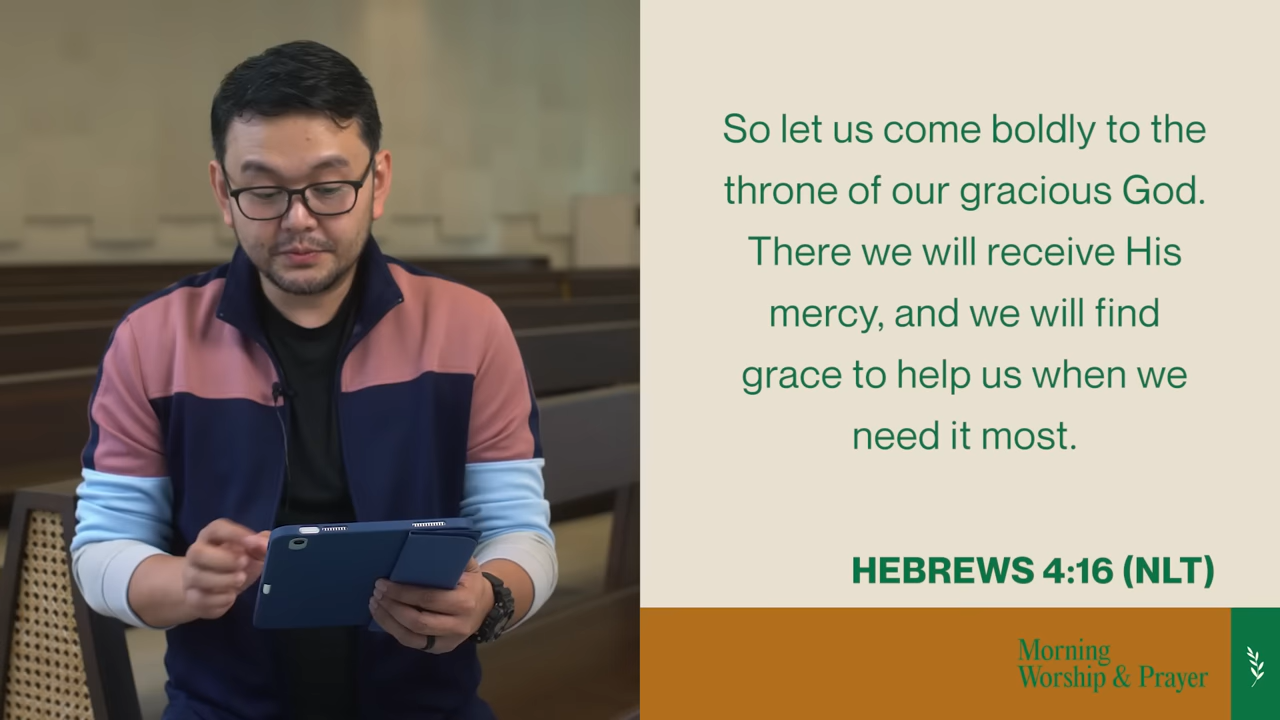 So let us come boldly to the
throne of our gracious God.
There we will receive His
mercy, and we will find
grace to help us when we
need it most.
HEBREWS 4:16 (NLT)
Morning
Worship & Prayer